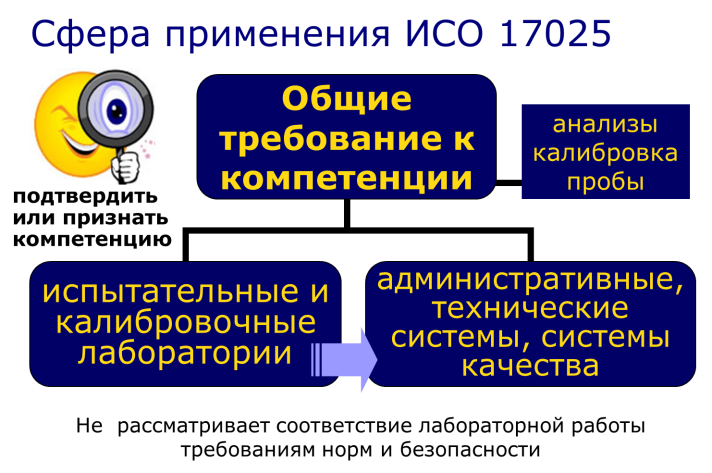 Сфера применения ИСО 17025
Общие
требование к
компетенции
анализы
калибровка
пробы
подтвердить
или признать
компетенцию
испытательные и
калибровочные
лаборатории
административные,
технические
системы, системы
качества
Не рассматривает соответствие лабораторной работы
требованиям норм и безопасности